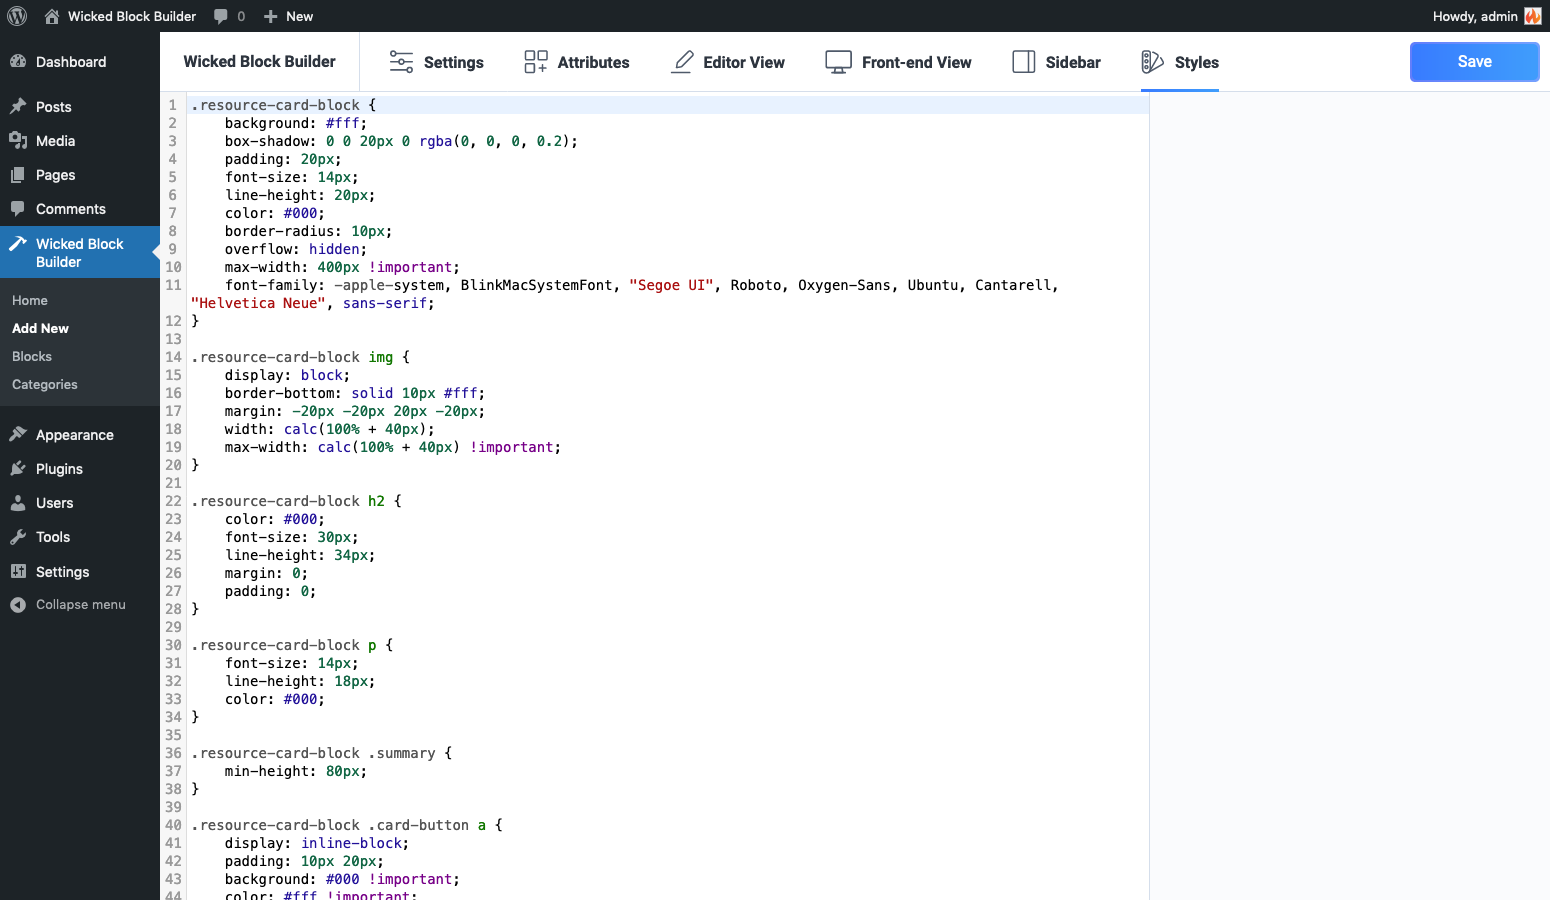 Wicked Block Builder 0 New Howdy, admin
Dashboard
Posts
Media
Pages
Comments
Wicked Block
Builder
Home
Add New
Blocks
Categories
Appearance
Plugins
Users
Tools
Settings
Collapse menu
Wicked Block Builder Settings Attributes Editor View Front-end View Sidebar Styles Save
1 .resource-card-block {
2 background: #fff;
3 box-shadow: 0 0 20px 0 rgba(0, 0, 0, 0.2);
4 padding: 20px;
5 font-size: 14px;
6 line-height: 20px;
7 color: #000;
8 border-radius: 10px;
9 overflow: hidden;
10 max-width: 400px !important;
11 font-family: -apple-system, BlinkMacSystemFont, "Segoe UI", Roboto, Oxygen-Sans, Ubuntu, Cantarell,
"Helvetica Neue", sans-serif;
12 }
13
14 .resource-card-block img {
15 display: block;
16 border-bottom: solid 10px #fff;
17 margin: -20px -20px 20px -20px;
18 width: calc(100% + 40px);
19 max-width: calc(100% + 40px) !important;
20 }
21
22 .resource-card-block h2 {
23 color: #000;
24 font-size: 30px;
25 line-height: 34px;
26 margin: 0;
27 padding: 0;
28 }
29
30 .resource-card-block p {
31 font-size: 14px;
32 line-height: 18px;
33 color: #000;
34 }
35
36 .resource-card-block .summary {
37 min-height: 80px;
38 }
39
40 .resource-card-block .card-button a {
41 display: inline-block;
42 padding: 10px 20px;
43 background: #000 !important;
44 color: #fff !important;